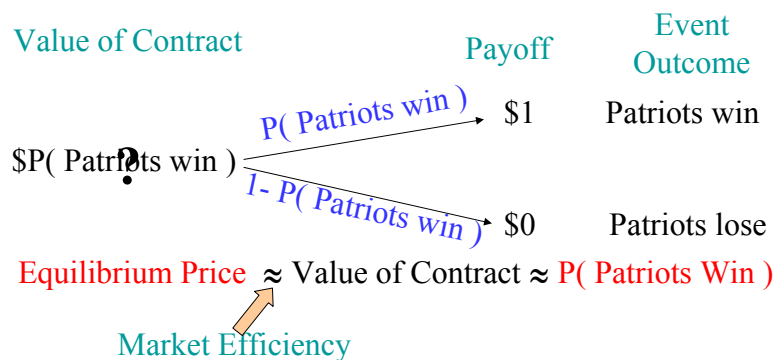 Value of Contract
Payoff
Event
Outcome
P( Patriots win )
$1
Patriots win
$P( Patriots win )
?
1- P( Patriots win )
$0
Patriots lose
Equilibrium Price ≈ Value of Contract ≈ P( Patriots Win )
Market Efficiency